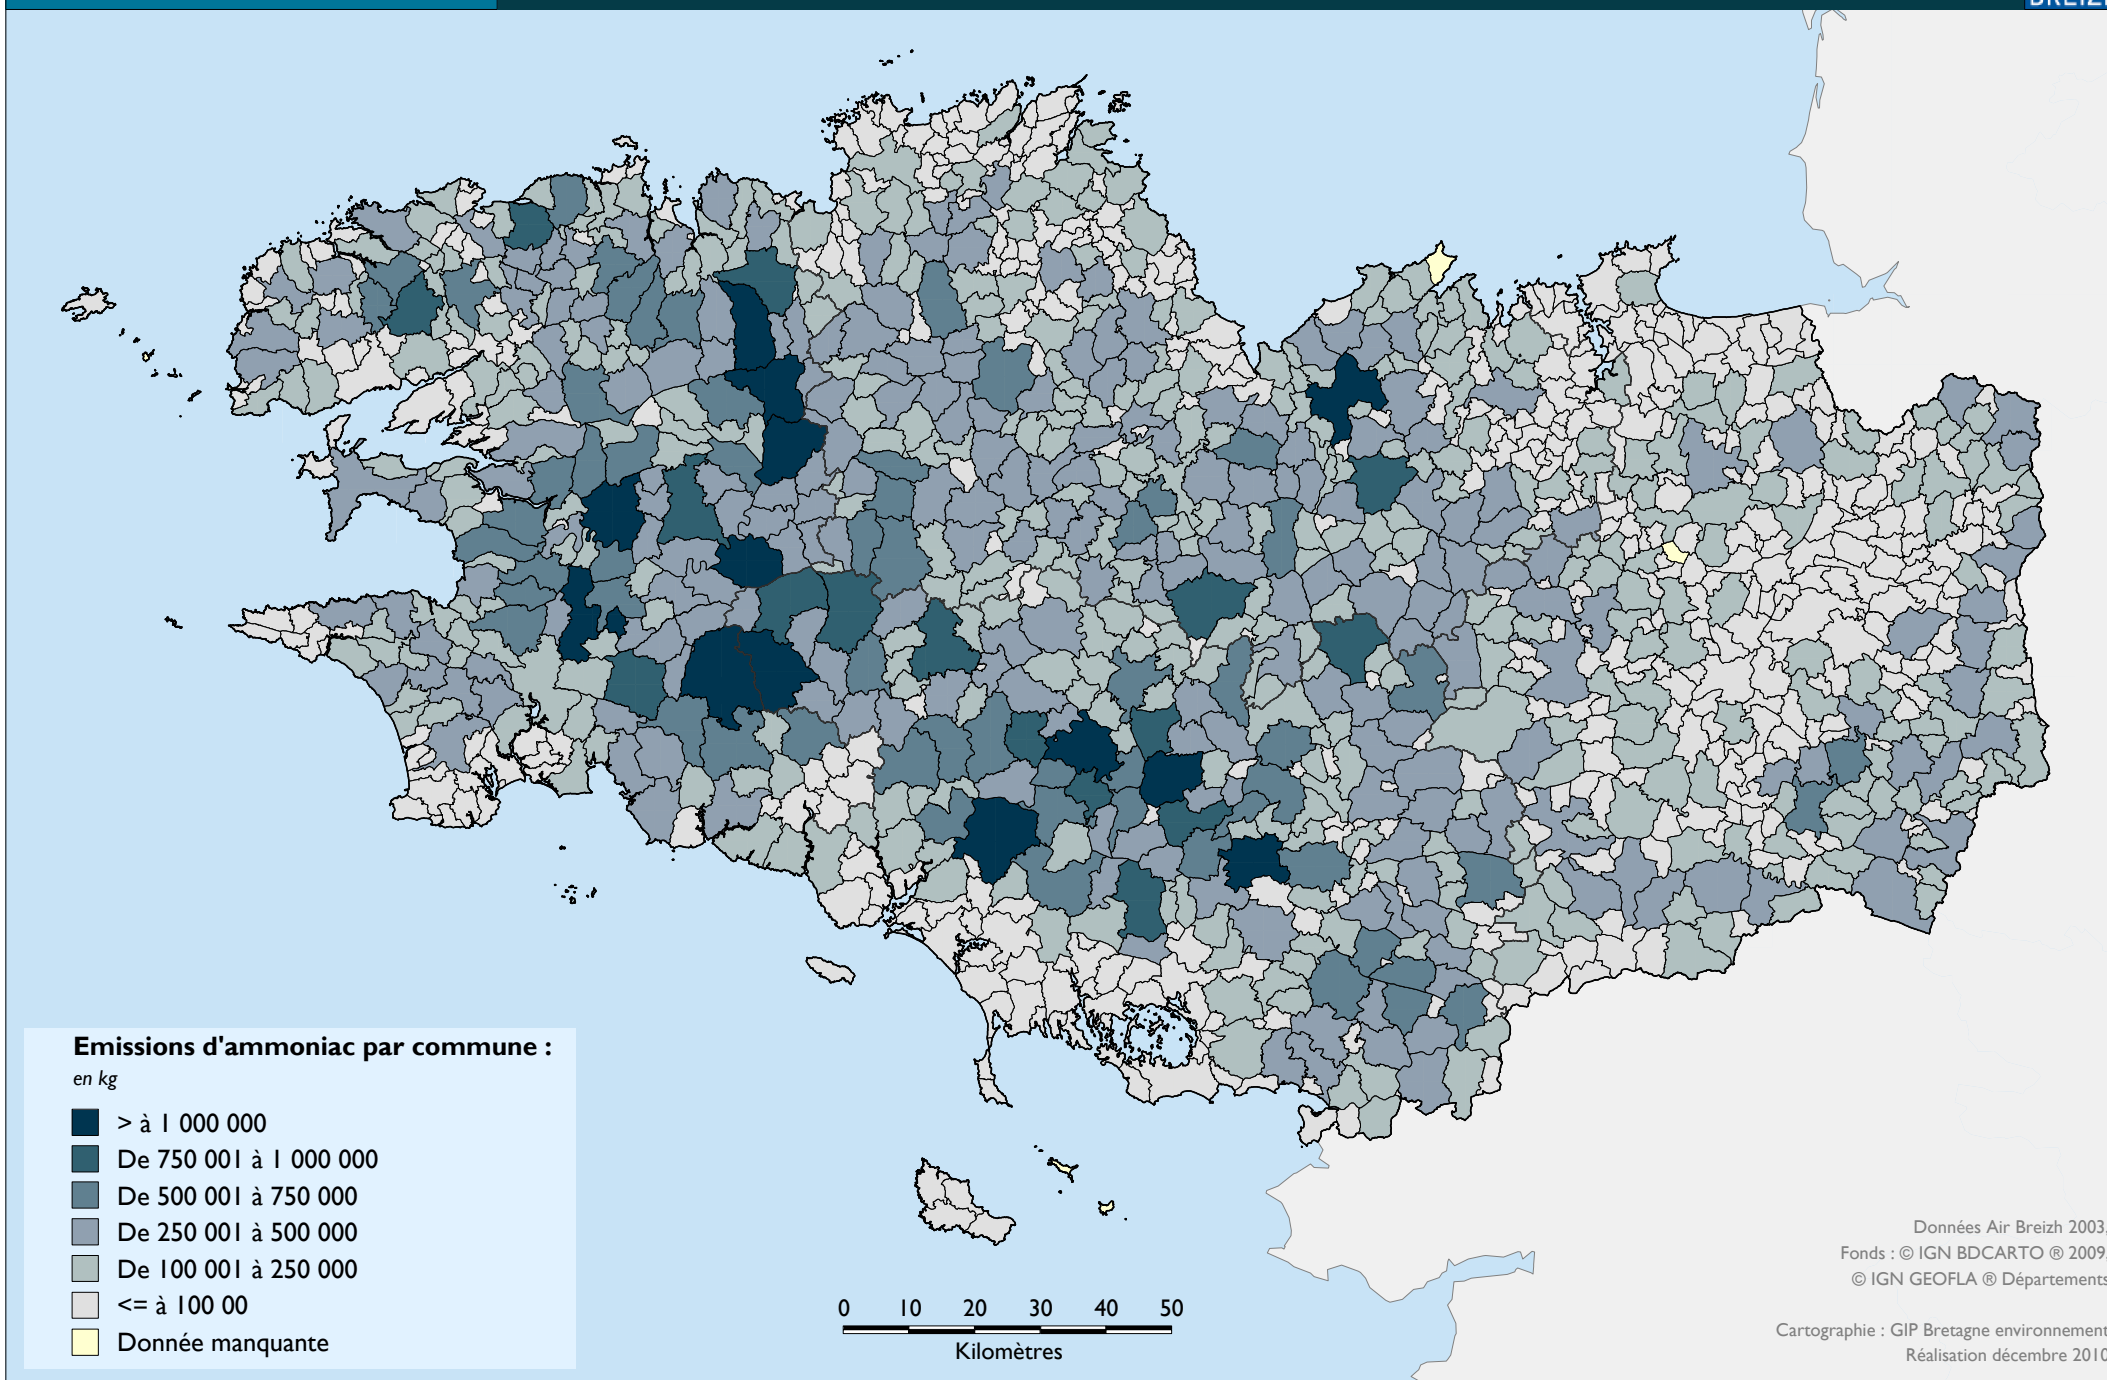 BREIZH
Emissions d'ammoniac par commune :
en kg
> à 1 000 000
De 750 001 à 1 000 000
De 500 001 à 750 000
De 250 001 à 500 000
De 100 001 à 250 000
<= à 100 00
Donnée manquante
0 10 20 30 40 50
Kilomètres
Données Air Breizh 2003,
Fonds : © IGN BDCARTO ® 2009,
© IGN GEOFLA ® Départements
Cartographie : GIP Bretagne environnement
Réalisation décembre 2010